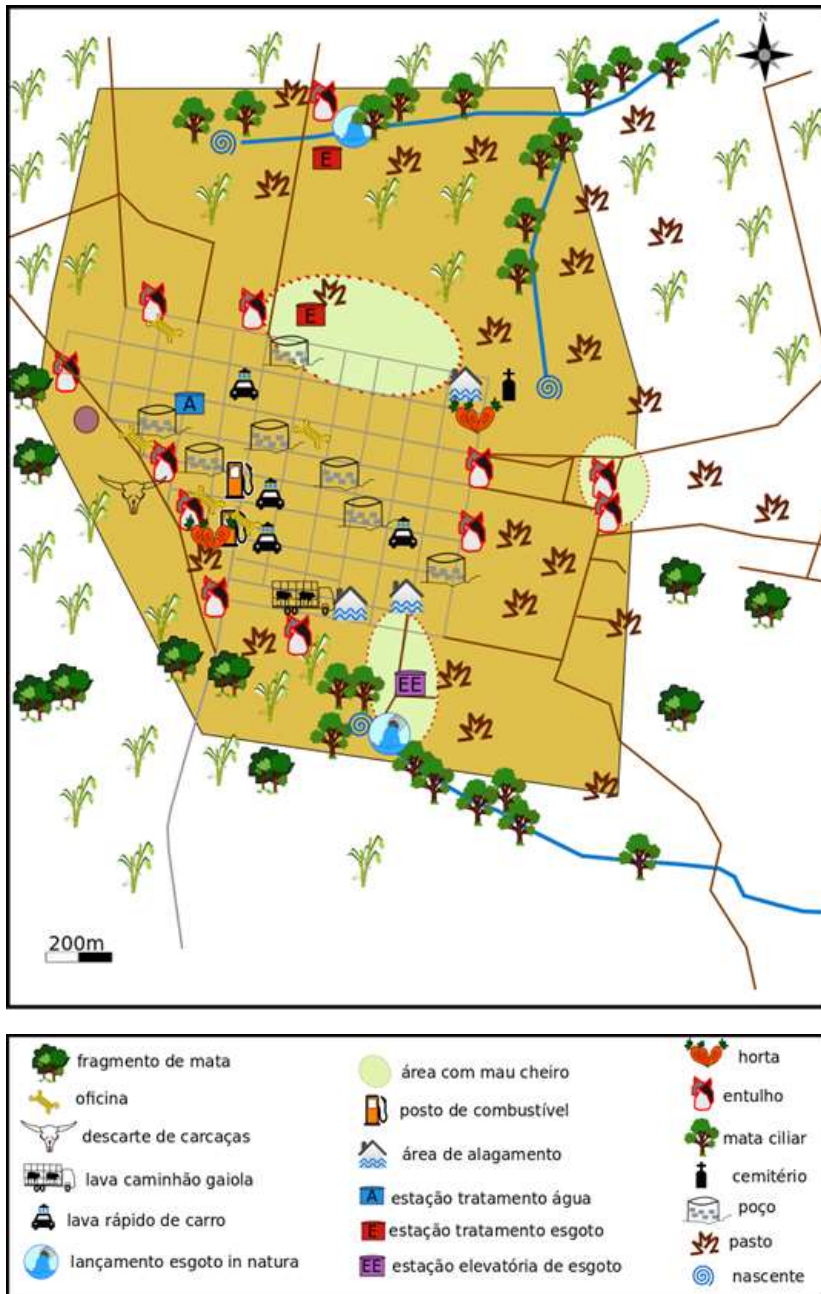 N
E
E
A
EE
200m
fragmento de mata
oficina
descarte de carcaças
lava caminhão gaiola
lava rápido de carro
lançamento esgoto in natura
área com mau cheiro
posto de combustível
área de alagamento
A estação tratamento água
E estação tratamento esgoto
EE estação elevatória de esgoto
horta
entulho
mata ciliar
cemitério
poço
pasto
nascente